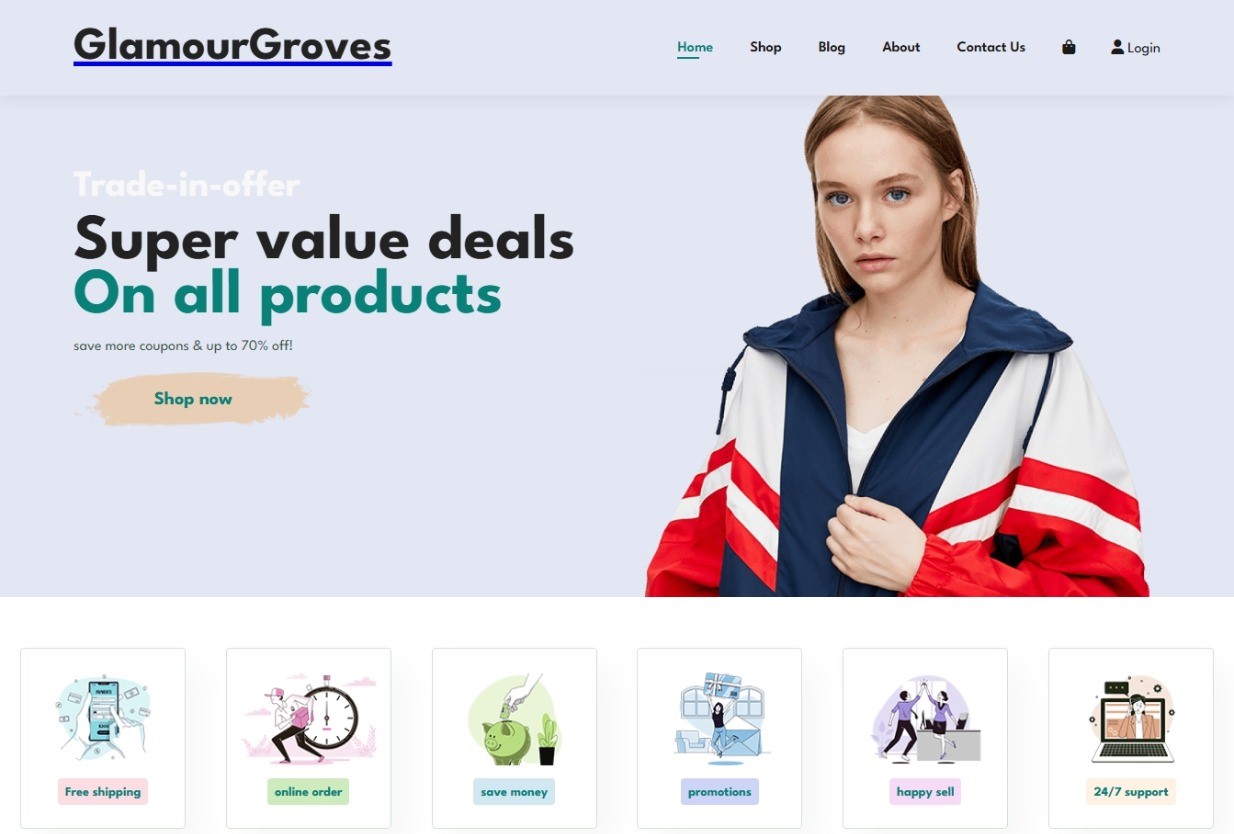 GlamourGroves
Home Shop Blog About Contact Us Login
Trade-in-offer
Super value deals
On all products
save more coupons & up to 70% off!
Shop now
Free shipping
online order
save money
promotions
happy sell
24/7 support